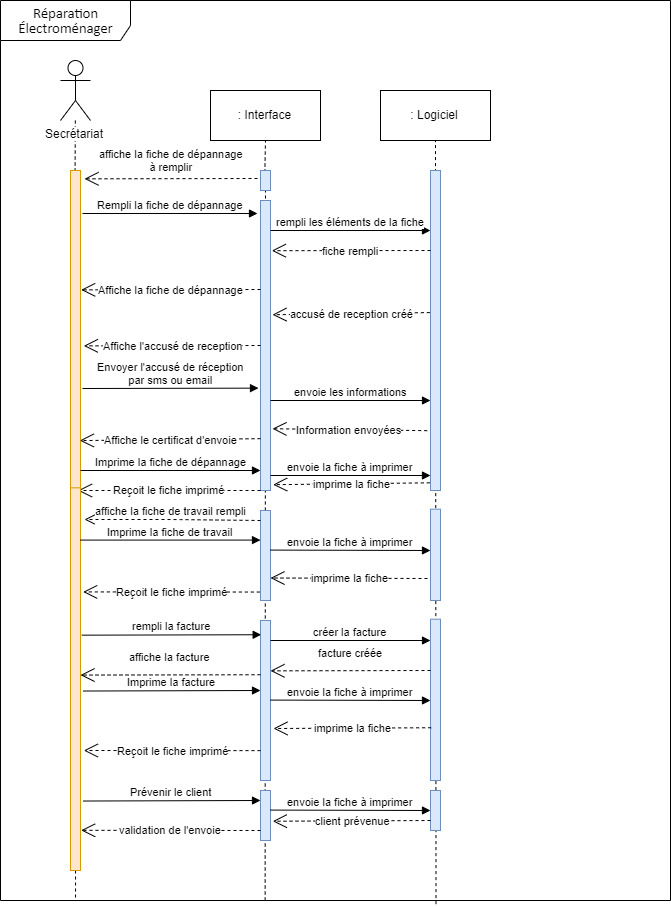 Réparation
Électroménager
Secrétariat
: Interface
: Logiciel
affiche la fiche de dépannage
à remplir
Rempli la fiche de dépannage
rempli les éléments de la fiche
fiche rempli
Affiche la fiche de dépannage
accusé de reception créé
Affiche l'accusé de reception
Envoyer l'accusé de réception
par sms ou email
envoie les informations
Information envoyées
Affiche le certificat d'envoie
Imprime la fiche de dépannage
envoie la fiche à imprimer
imprime la fiche
Reçoit le fiche imprimé
affiche la fiche de travail rempli
Imprime la fiche de travail
envoie la fiche à imprimer
imprime la fiche
Reçoit le fiche imprimé
rempli la facture
créer la facture
facture créée
affiche la facture
Imprime la facture
envoie la fiche à imprimer
imprime la fiche
Reçoit le fiche imprimé
Prévenir le client
envoie la fiche à imprimer
client prévenue
validation de l'envoie